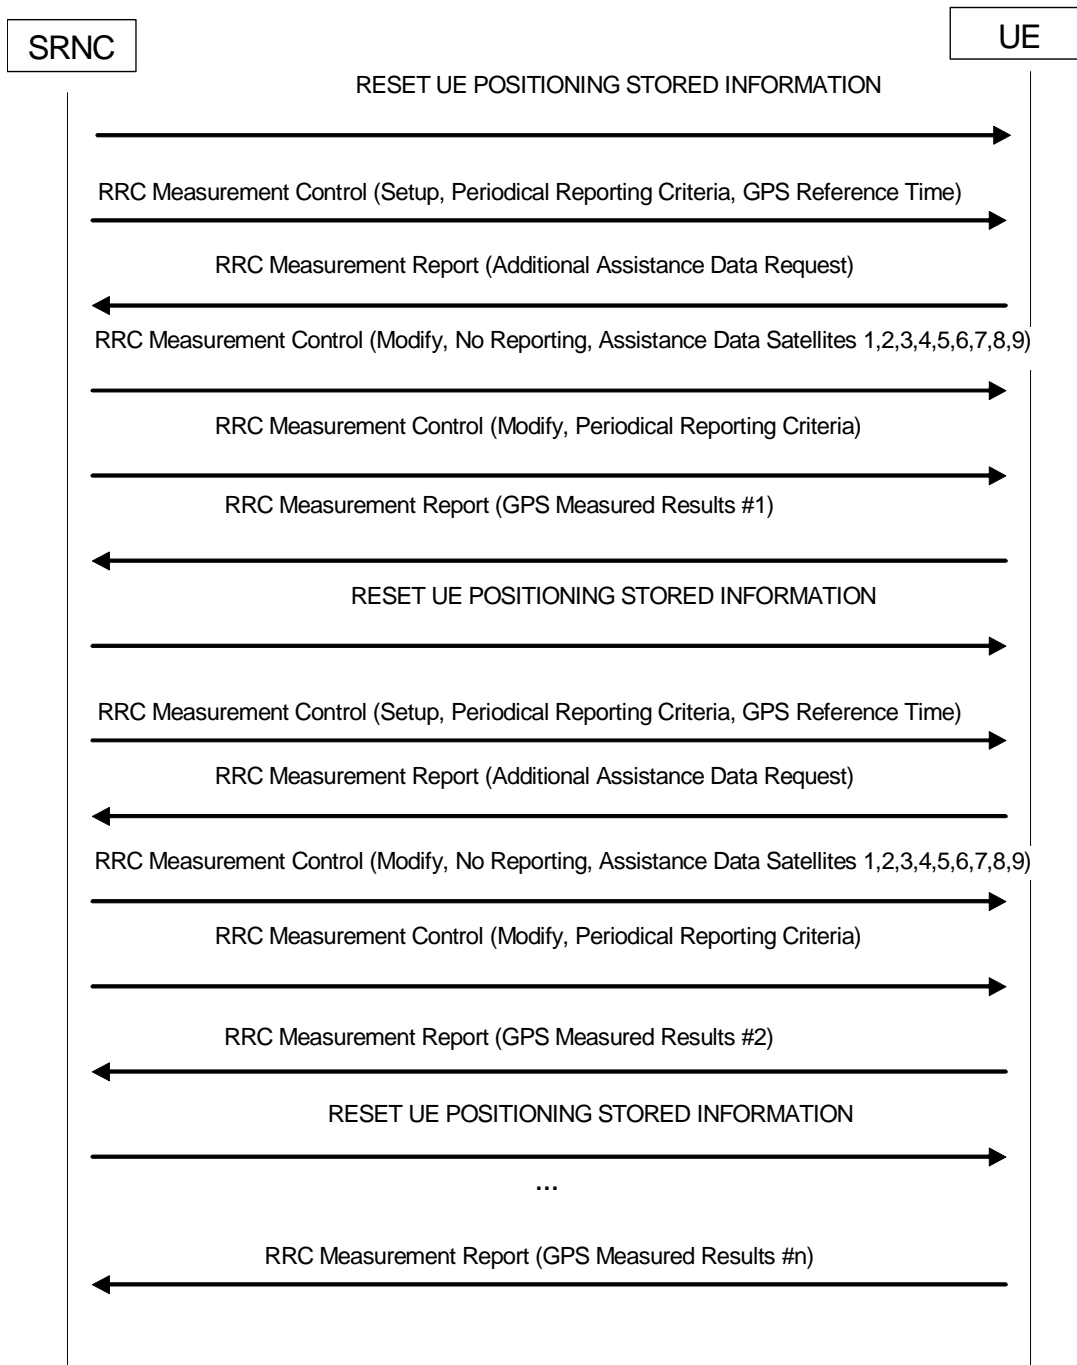 SRNC
UE
RESET UE POSITIONING STORED INFORMATION
RRC Measurement Control (Setup, Periodical Reporting Criteria, GPS Reference Time)
RRC Measurement Report (Additional Assistance Data Request)
RRC Measurement Control (Modify, No Reporting, Assistance Data Satellites 1,2,3,4,5,6,7,8,9)
RRC Measurement Control (Modify, Periodical Reporting Criteria)
RRC Measurement Report (GPS Measured Results #1)
RESET UE POSITIONING STORED INFORMATION
RRC Measurement Control (Setup, Periodical Reporting Criteria, GPS Reference Time)
RRC Measurement Report (Additional Assistance Data Request)
RRC Measurement Control (Modify, No Reporting, Assistance Data Satellites 1,2,3,4,5,6,7,8,9)
RRC Measurement Control (Modify, Periodical Reporting Criteria)
RRC Measurement Report (GPS Measured Results #2)
RESET UE POSITIONING STORED INFORMATION
...
RRC Measurement Report (GPS Measured Results #n)